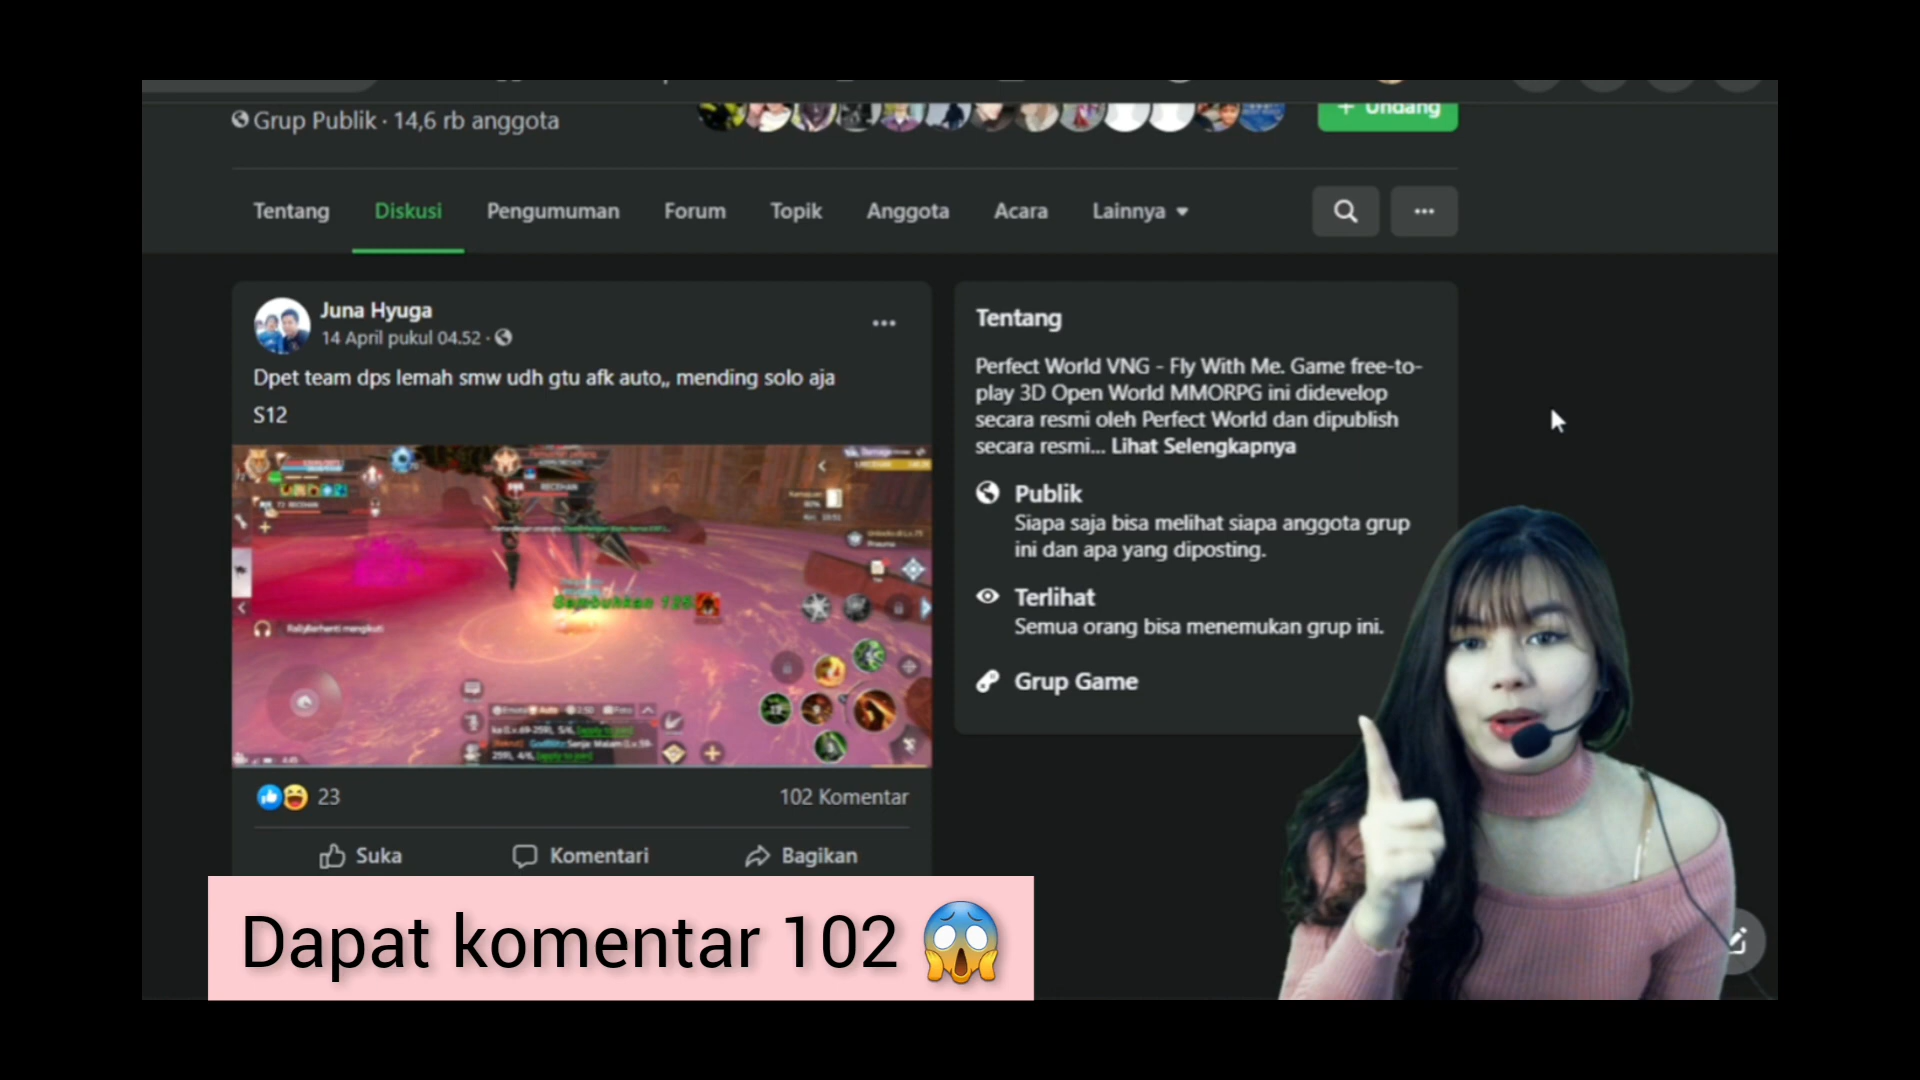 Grup Publik · 14,6 rb anggota
+ Undang
Tentang
Diskusi
Pengumuman
Forum
Topik
Anggota
Acara
Lainnya
Juna Hyuga
14 April pukul 04.52 ·
Dpet team dps lemah smw udh gtu afk auto,, mending solo aja
S12
Sembuhkan 125
23
102 Komentar
Suka
Komentari
Bagikan
Tentang
Perfect World VNG - Fly With Me. Game free-to-
play 3D Open World MMORPG ini didevelop
secara resmi oleh Perfect World dan dipublish
secara resmi... Lihat Selengkapnya
Publik
Siapa saja bisa melihat siapa anggota grup
ini dan apa yang diposting.
Terlihat
Semua orang bisa menemukan grup ini.
Grup Game
Dapat komentar 102 😱